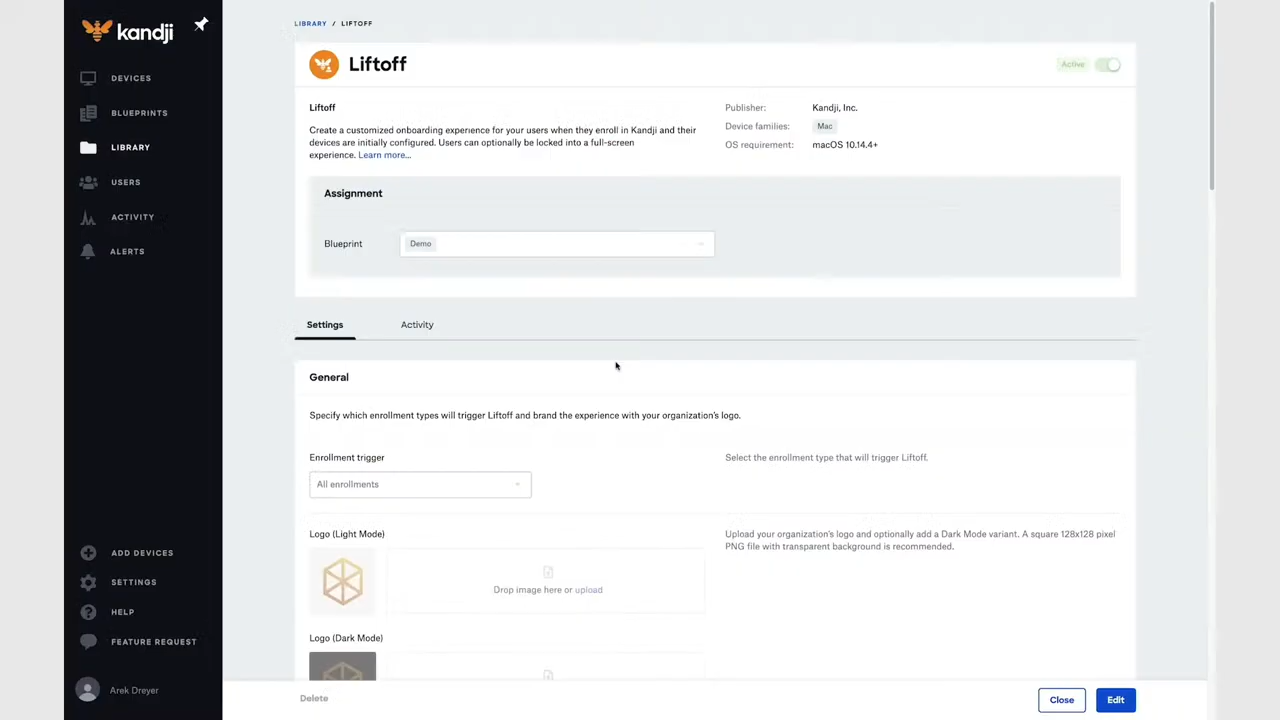 kandji
DEVICES
BLUEPRINTS
LIBRARY
USERS
ACTIVITY
ALERTS
ADD DEVICES
SETTINGS
HELP
FEATURE REQUEST
Arek Dreyer
LIBRARY / LIFTOFF
Liftoff
Active
Liftoff
Create a customized onboarding experience for your users when they enroll in Kandji and their
devices are initially configured. Users can optionally be locked into a full-screen
experience. Learn more...
Publisher: Kandji, Inc.
Device families: Mac
OS requirement: macOS 10.14.4+
Assignment
Blueprint Demo
Settings Activity
General
Specify which enrollment types will trigger Liftoff and brand the experience with your organization's logo.
Enrollment trigger
All enrollments
Select the enrollment type that will trigger Liftoff.
Logo (Light Mode)
Drop image here or upload
Upload your organization's logo and optionally add a Dark Mode variant. A square 128x128 pixel
PNG file with transparent background is recommended.
Logo (Dark Mode)
Delete
Close
Edit